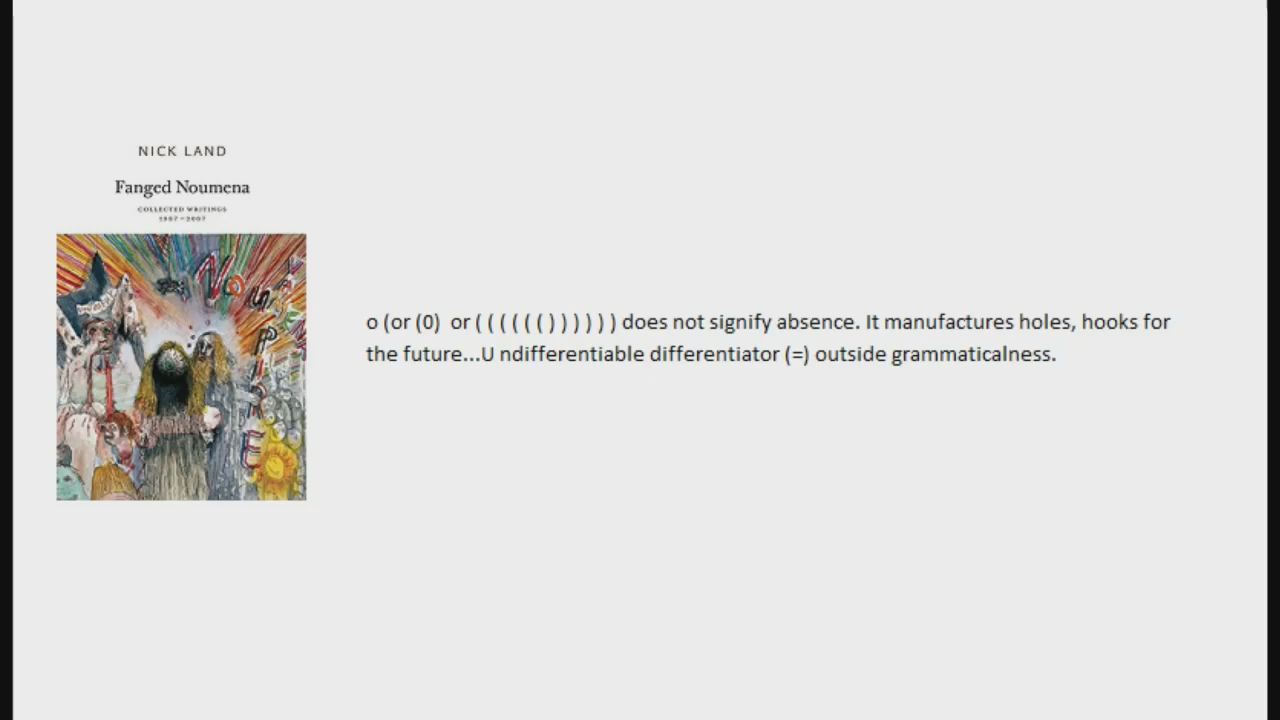 NICK LAND
Fanged Noumena
COLLECTED WRITINGS
1987–2007
o (or (0)  or ( ( ( ( ( ( ) ) ) ) ) ) does not signify absence. It manufactures holes, hooks for
the future...U ndifferentiable differentiator (=) outside grammaticalness.